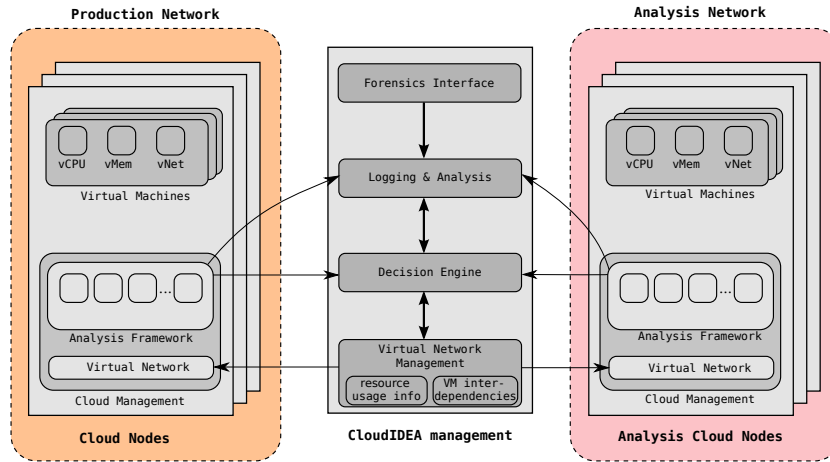 Production Network
Analysis Network
Forensics Interface
vCPU vMem vNet
Virtual Machines
Logging & Analysis
vCPU vMem vNet
Virtual Machines
Decision Engine
...
Analysis Framework
Virtual Network
Cloud Management
Virtual Network
Management
resource
usage info
VM inter-
dependencies)
...
Analysis Framework
Virtual Network
Cloud Management
Cloud Nodes
CloudIDEA management
Analysis Cloud Nodes